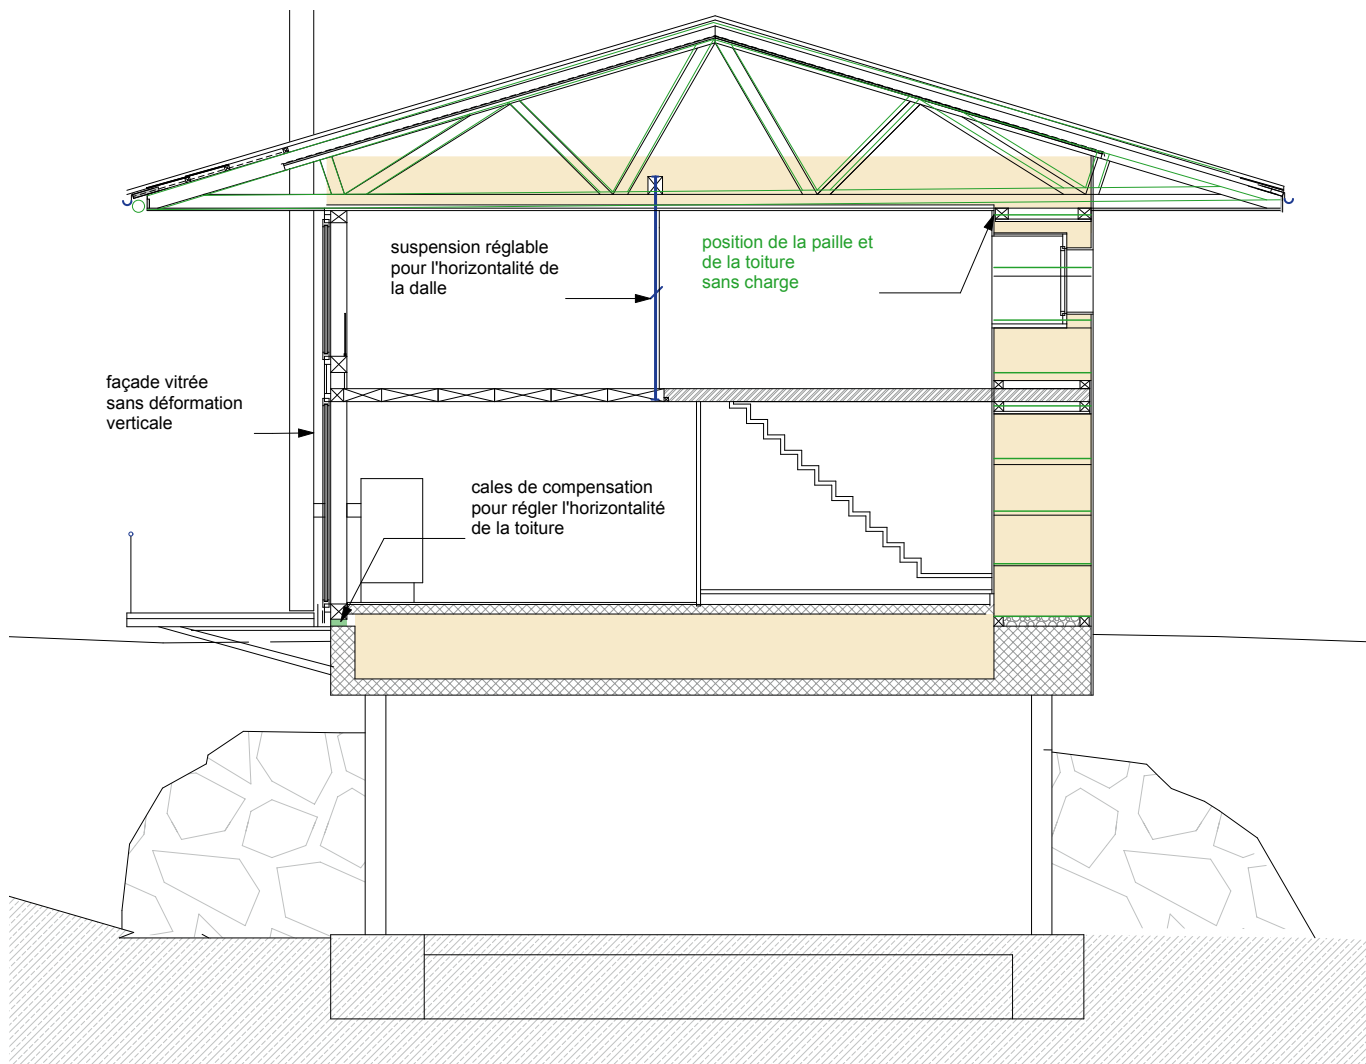 suspension réglable
pour l'horizontalité de
la dalle
position de la paille et
de la toiture
sans charge
façade vitrée
sans déformation
verticale
cales de compensation
pour régler l'horizontalité
de la toiture